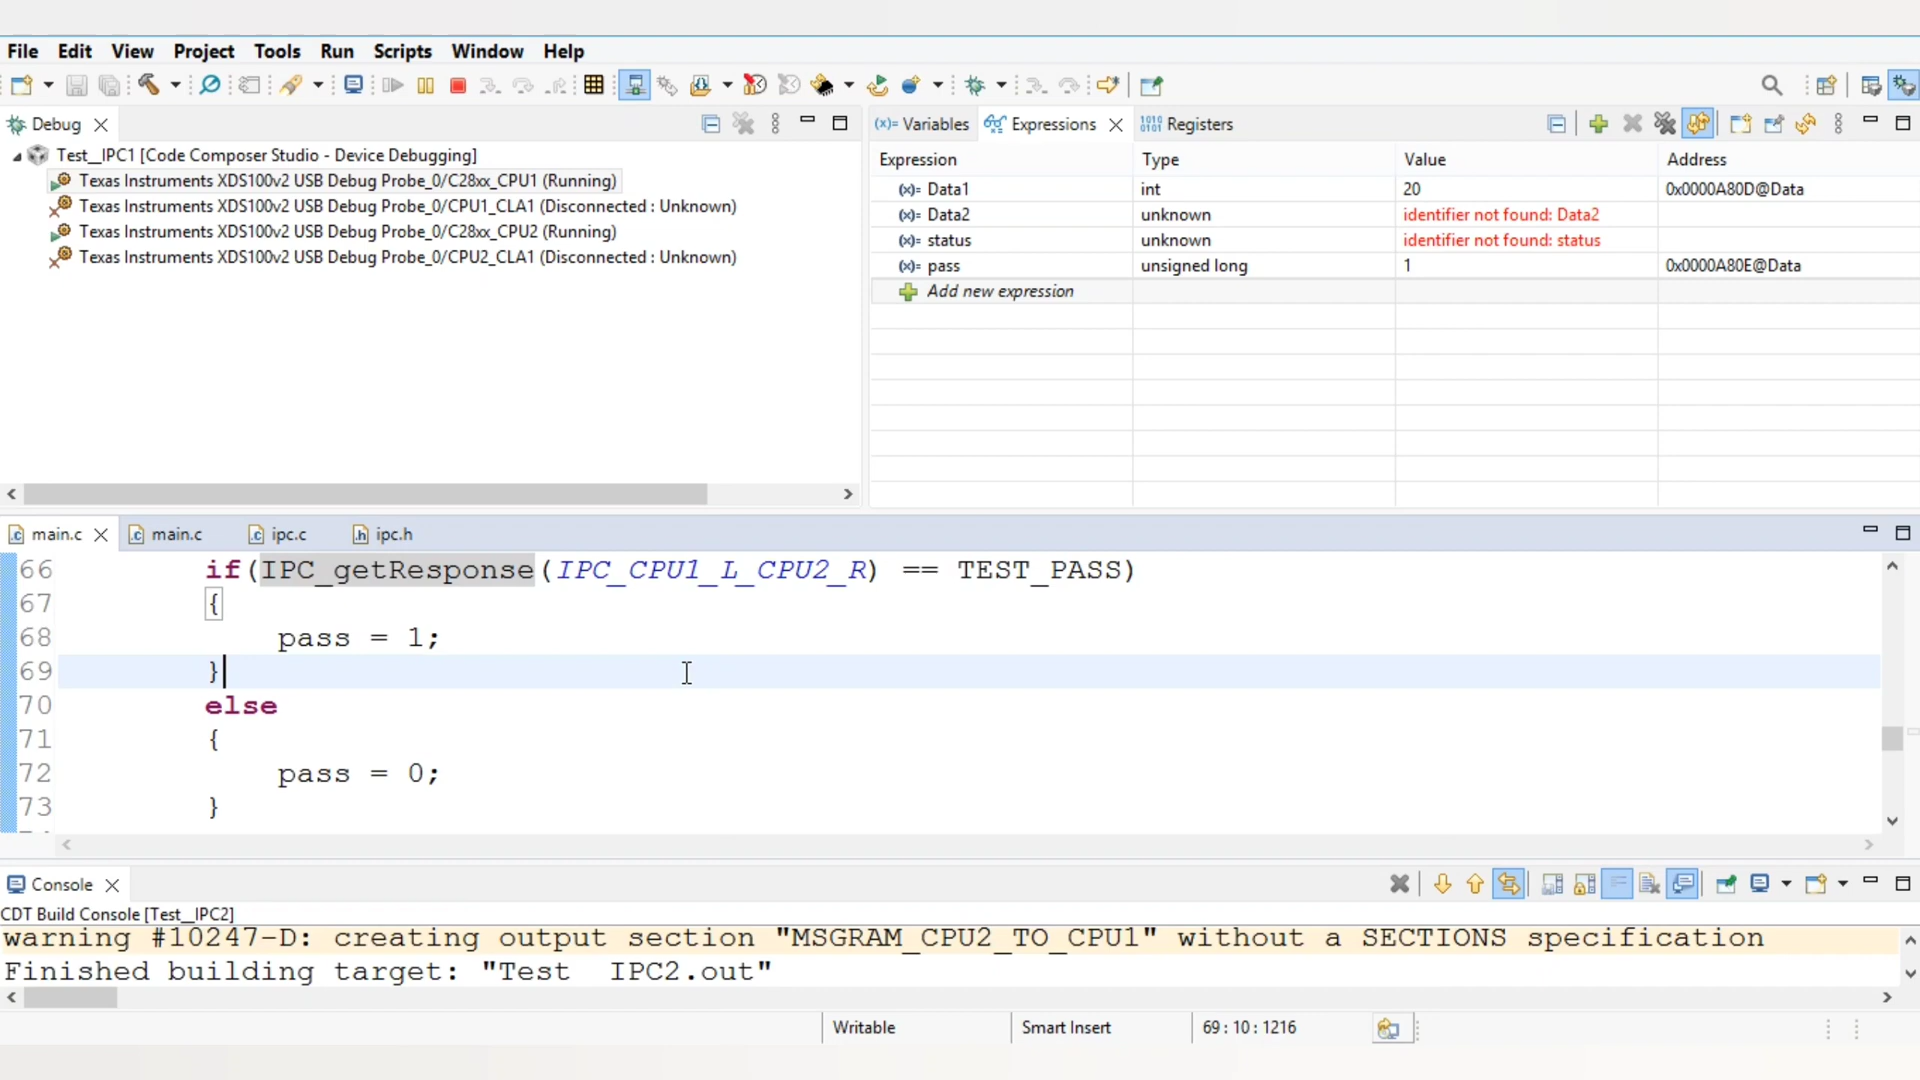 File Edit View Project Tools Run Scripts Window Help
Debug
Test__IPC1 [Code Composer Studio - Device Debugging]
Texas Instruments XDS100v2 USB Debug Probe_0/C28xx_CPU1 (Running)
Texas Instruments XDS100v2 USB Debug Probe_0/CPU1_CLA1 (Disconnected : Unknown)
Texas Instruments XDS100v2 USB Debug Probe_0/C28xx_CPU2 (Running)
Texas Instruments XDS100v2 USB Debug Probe_0/CPU2_CLA1 (Disconnected : Unknown)
(x)= Variables Expressions Registers
Expression Type Value Address
(x)= Data1 int 20 0x0000A80D@Data
(x)= Data2 unknown identifier not found: Data2
(x)= status unknown identifier not found: status
(x)= pass unsigned long 1 0x0000A80E@Data
Add new expression
main.c main.c ipc.c ipc.h
66 if(IPC_getResponse(IPC_CPU1_L_CPU2_R) == TEST_PASS)
67 {
68 pass = 1;
69 }
70 else
71 {
72 pass = 0;
73 }
Console
CDT Build Console [Test__IPC2]
warning #10247-D: creating output section "MSGRAM_CPU2_TO_CPU1" without a SECTIONS specification
Finished building target: "Test__IPC2.out"
Writable Smart Insert 69 : 10 : 1216